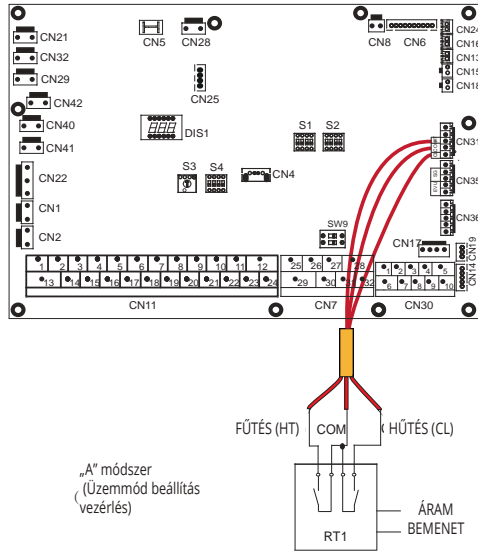 CN21
CN32
CN29
CN42
CN40
CN41
CN22
CN1
CN2
CN5
CN28
CN25
DIS1
S1 S2
S3 S4
CN4
SW9
CN8 CN6
CN24
CN16
CN13
CN15
CN18
CN31
CN35
CN36
CN17
CN19
CN14
1 2 3 4 5 6 7 8 9 10 11 12
13 14 15 16 17 18 19 20 21 22 23 24
CN11
25 26 27 28
29 30 31 32
CN7
1 2 3 4 5
6 7 8 9 10
CN30
FŰTÉS (HT) COM HŰTÉS (CL)
„A” módszer
(Üzemmód beállítás
vezérlés)
RT1
ÁRAM
BEMENET